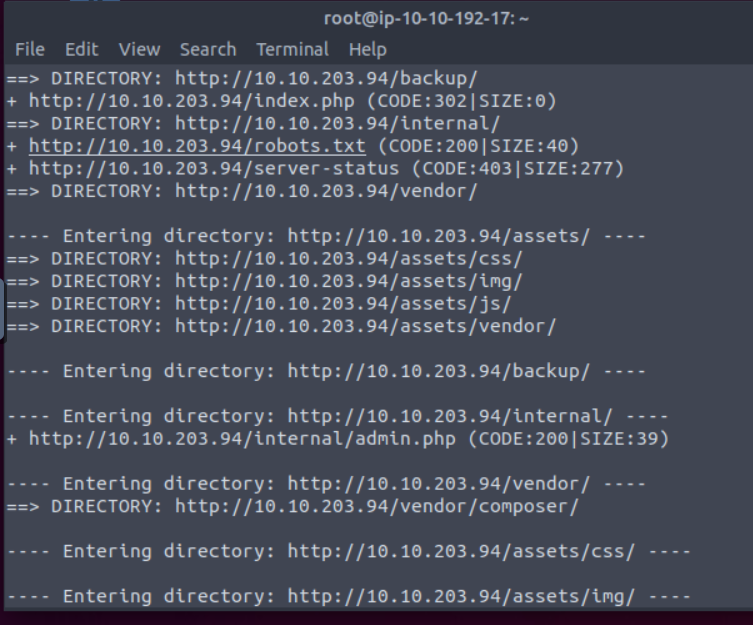 root@ip-10-10-192-17: ~
File Edit View Search Terminal Help
==> DIRECTORY: http://10.10.203.94/backup/
+ http://10.10.203.94/index.php (CODE:302|SIZE:0)
==> DIRECTORY: http://10.10.203.94/internal/
+ http://10.10.203.94/robots.txt (CODE:200|SIZE:40)
+ http://10.10.203.94/server-status (CODE:403|SIZE:277)
==> DIRECTORY: http://10.10.203.94/vendor/
---- Entering directory: http://10.10.203.94/assets/ ----
==> DIRECTORY: http://10.10.203.94/assets/css/
==> DIRECTORY: http://10.10.203.94/assets/img/
==> DIRECTORY: http://10.10.203.94/assets/js/
==> DIRECTORY: http://10.10.203.94/assets/vendor/
---- Entering directory: http://10.10.203.94/backup/ ----
---- Entering directory: http://10.10.203.94/internal/ ----
+ http://10.10.203.94/internal/admin.php (CODE:200|SIZE:39)
---- Entering directory: http://10.10.203.94/vendor/ ----
==> DIRECTORY: http://10.10.203.94/vendor/composer/
---- Entering directory: http://10.10.203.94/assets/css/ ----
---- Entering directory: http://10.10.203.94/assets/img/ ----